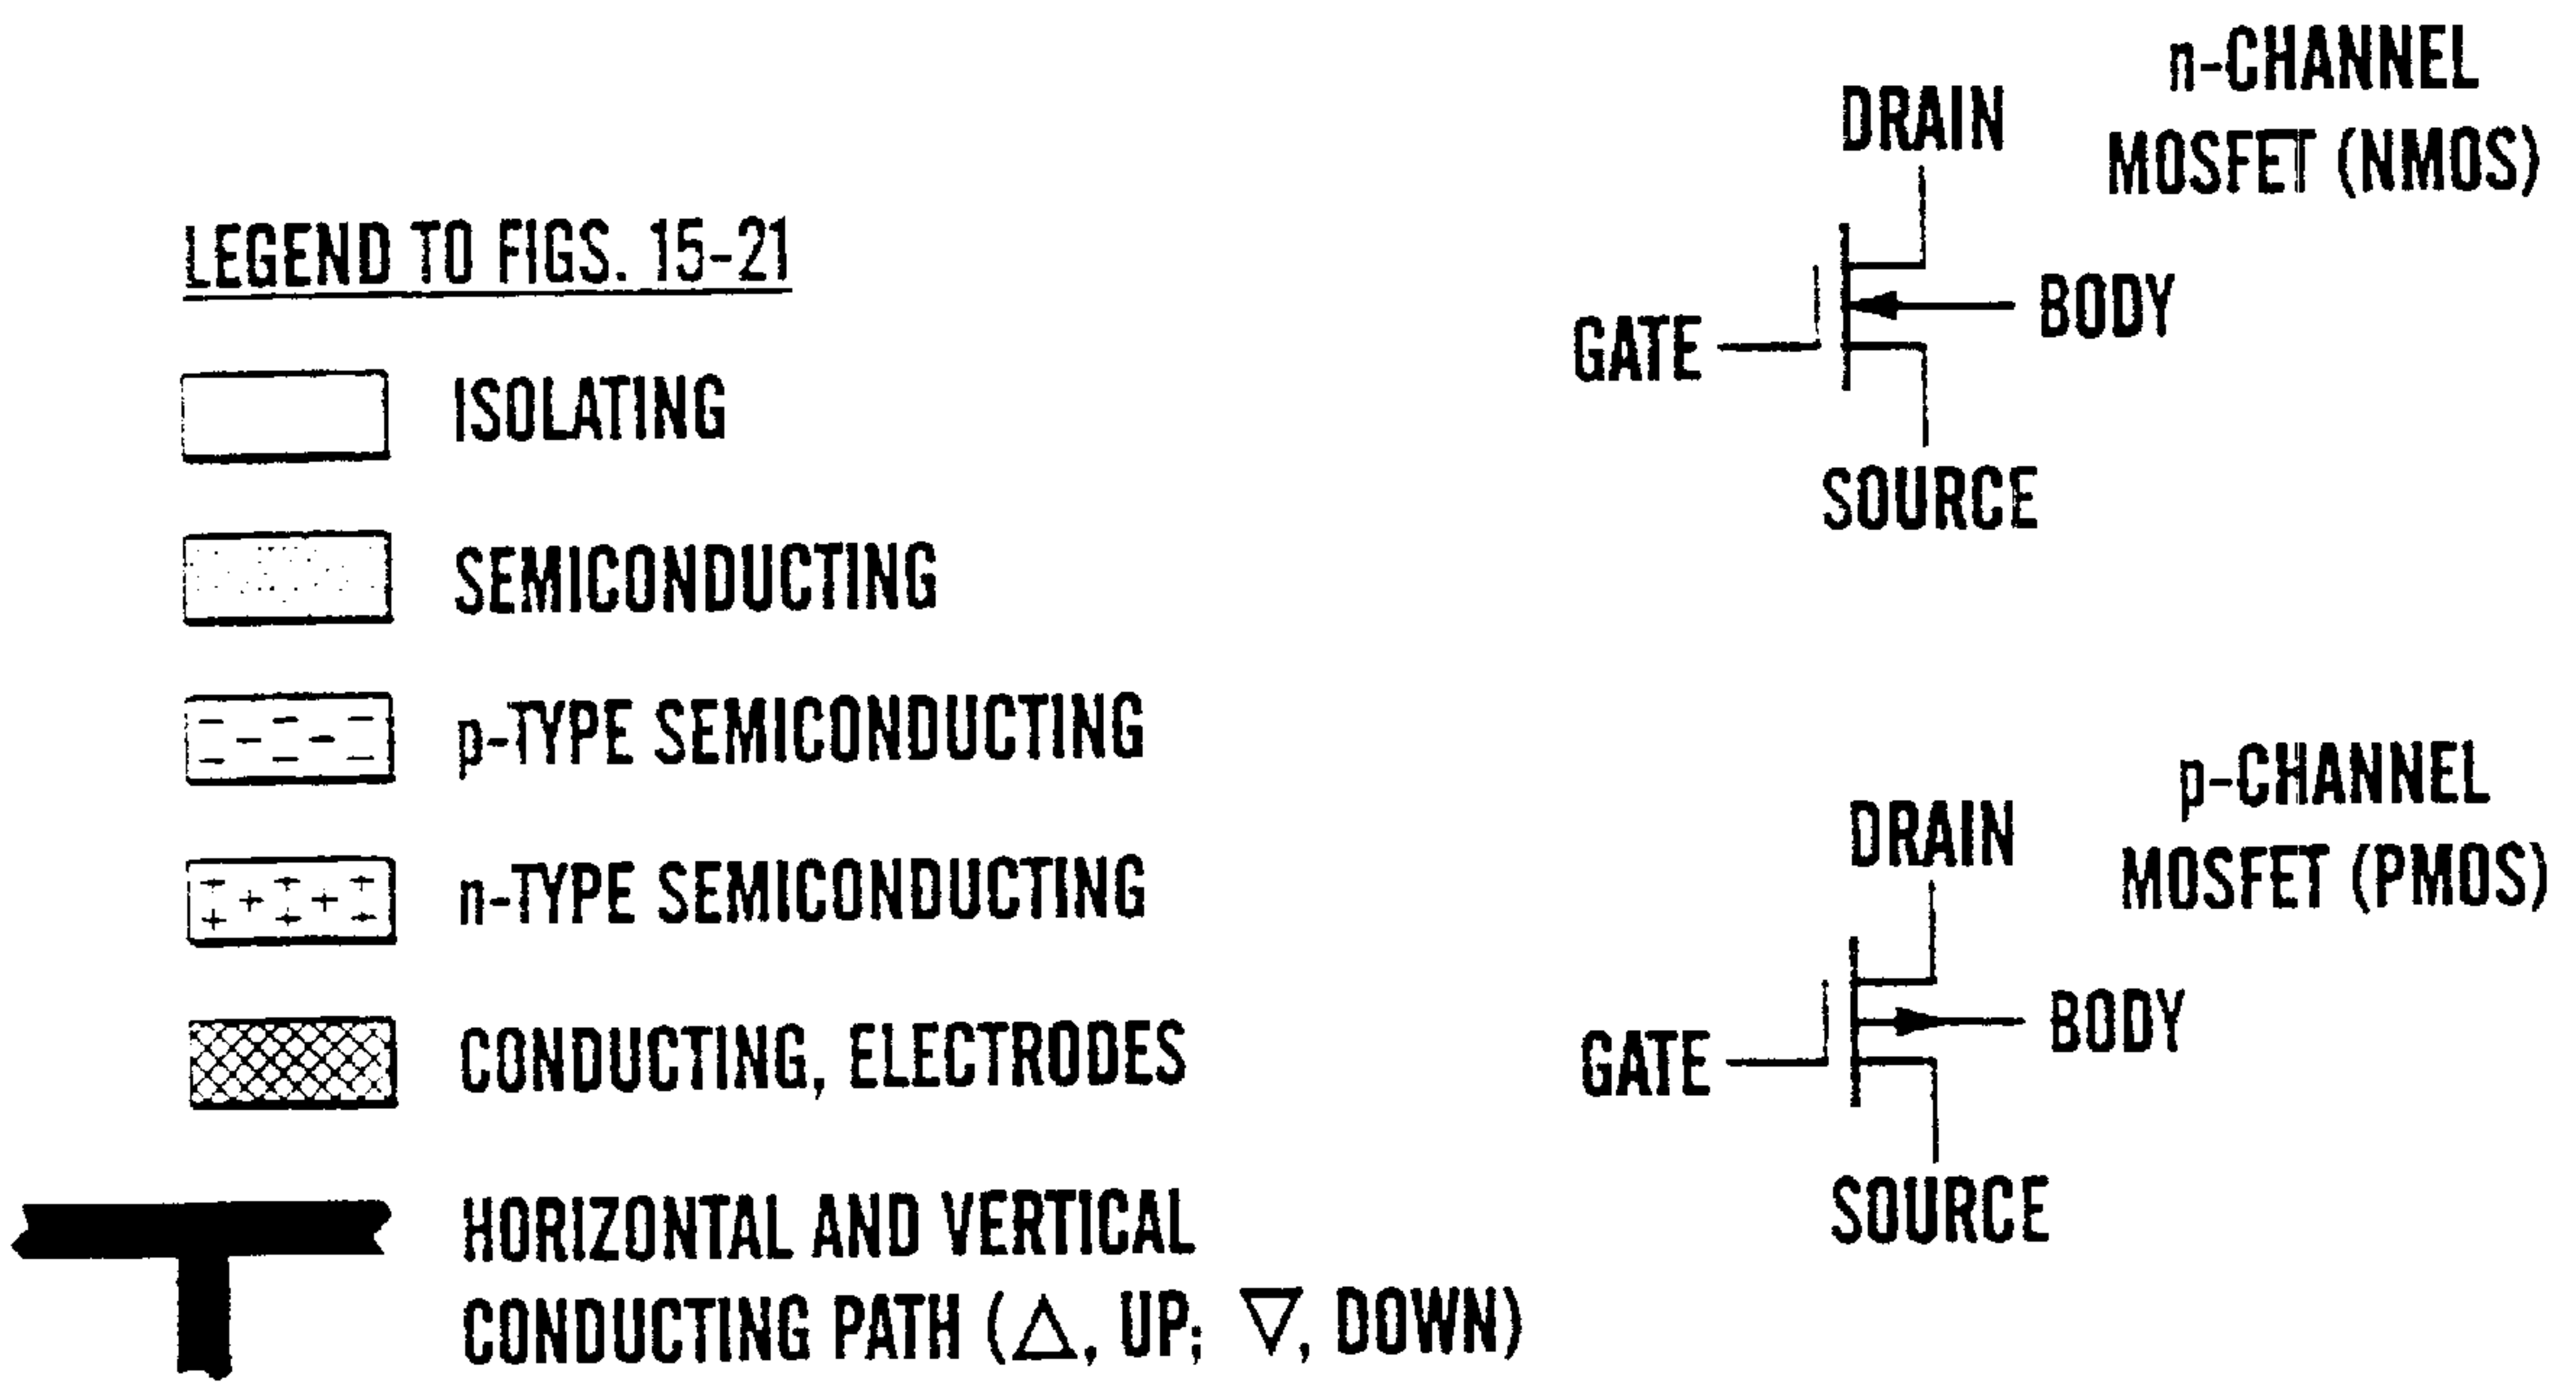 LEGEND TO FIGS. 15-21
ISOLATING
SEMICONDUCTING
p-TYPE SEMICONDUCTING
n-TYPE SEMICONDUCTING
CONDUCTING, ELECTRODES
HORIZONTAL AND VERTICAL
CONDUCTING PATH (△, UP; ▽, DOWN)
n-CHANNEL
MOSFET (NMOS)
DRAIN
BODY
GATE
SOURCE
p-CHANNEL
MOSFET (PMOS)
DRAIN
BODY
GATE
SOURCE